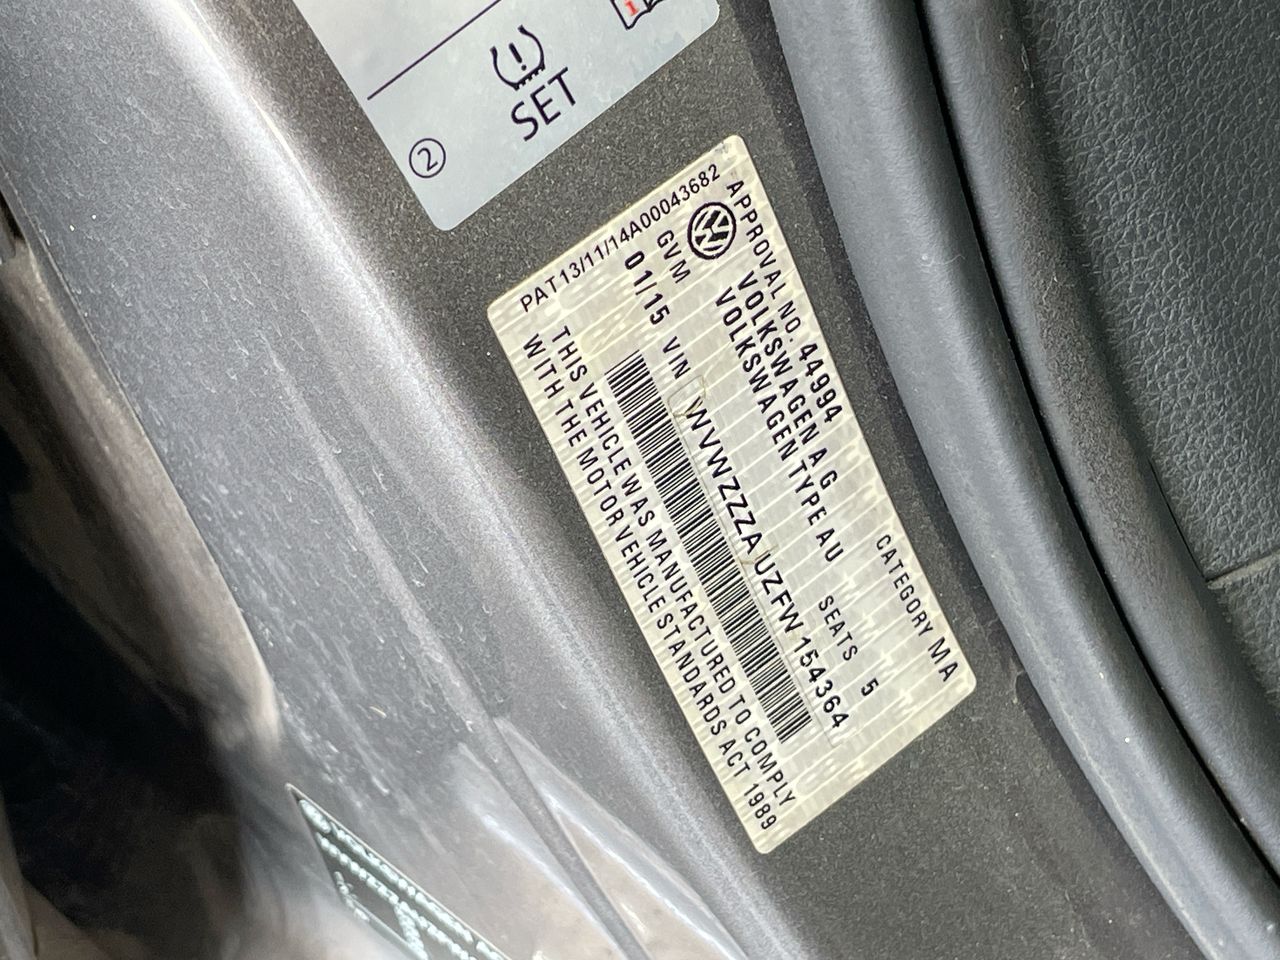 SET
2
PAT13/11/14A00043682
APPROVAL NO. 44994
CATEGORY MA
VOLKSWAGEN AG
VOLKSWAGEN TYPE AU
SEATS 5
GVM
01/15
VIN WVWZZZAUZFW154364
THIS VEHICLE WAS MANUFACTURED TO COMPLY
WITH THE MOTOR VEHICLE STANDARDS ACT 1989